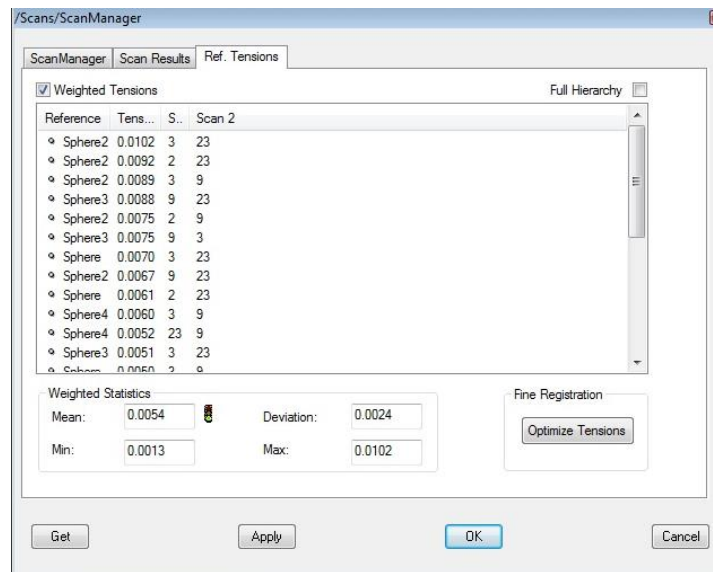 /Scans/ScanManager
ScanManager Scan Results Ref. Tensions
Weighted Tensions Full Hierarchy
Reference Tens... S.. Scan 2
Sphere2 0.0102 3 23
Sphere2 0.0092 2 23
Sphere2 0.0089 3 9
Sphere3 0.0088 9 23
Sphere2 0.0075 2 9
Sphere3 0.0075 9 3
Sphere 0.0070 3 23
Sphere2 0.0067 9 23
Sphere 0.0061 2 23
Sphere4 0.0060 3 9
Sphere4 0.0052 23 9
Sphere3 0.0051 3 23
Sphere 0.0050 9
Weighted Statistics Fine Registration
Mean: 0.0054 Deviation: 0.0024 Optimize Tensions
Min: 0.0013 Max: 0.0102
Get Apply OK Cancel